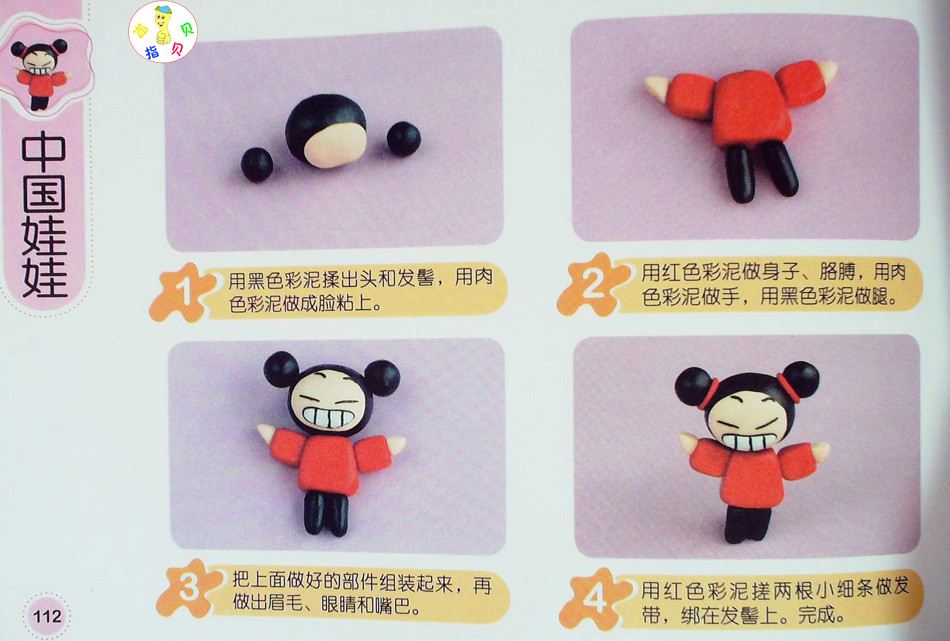 指
贝
指
贝
中国娃娃
1
用黑色彩泥揉出头和发髻，用肉
色彩泥做成脸粘上。
2
用红色彩泥做身子、胳膊，用肉
色彩泥做手，用黑色彩泥做腿。
3
把上面做好的部件组装起来，再
做出眉毛、眼睛和嘴巴。
4
用红色彩泥搓两根小细条做发
带，绑在发髻上。完成。
112